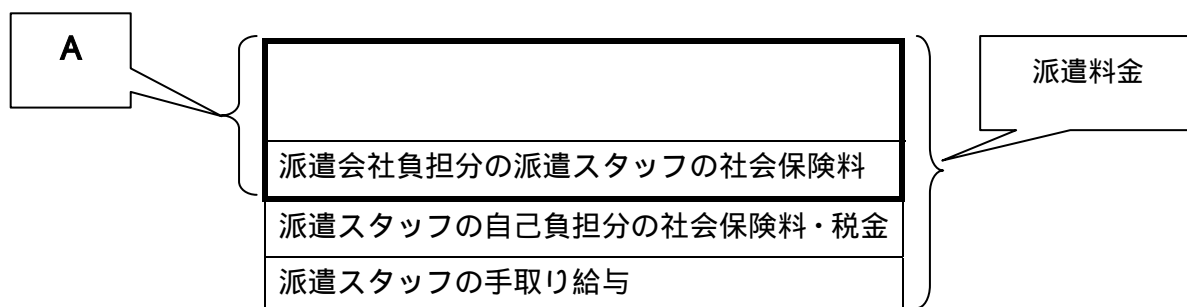 A
派遣料金
派遣会社負担分の派遣スタッフの社会保険料
派遣スタッフの自己負担分の社会保険料・税金
派遣スタッフの手取り給与